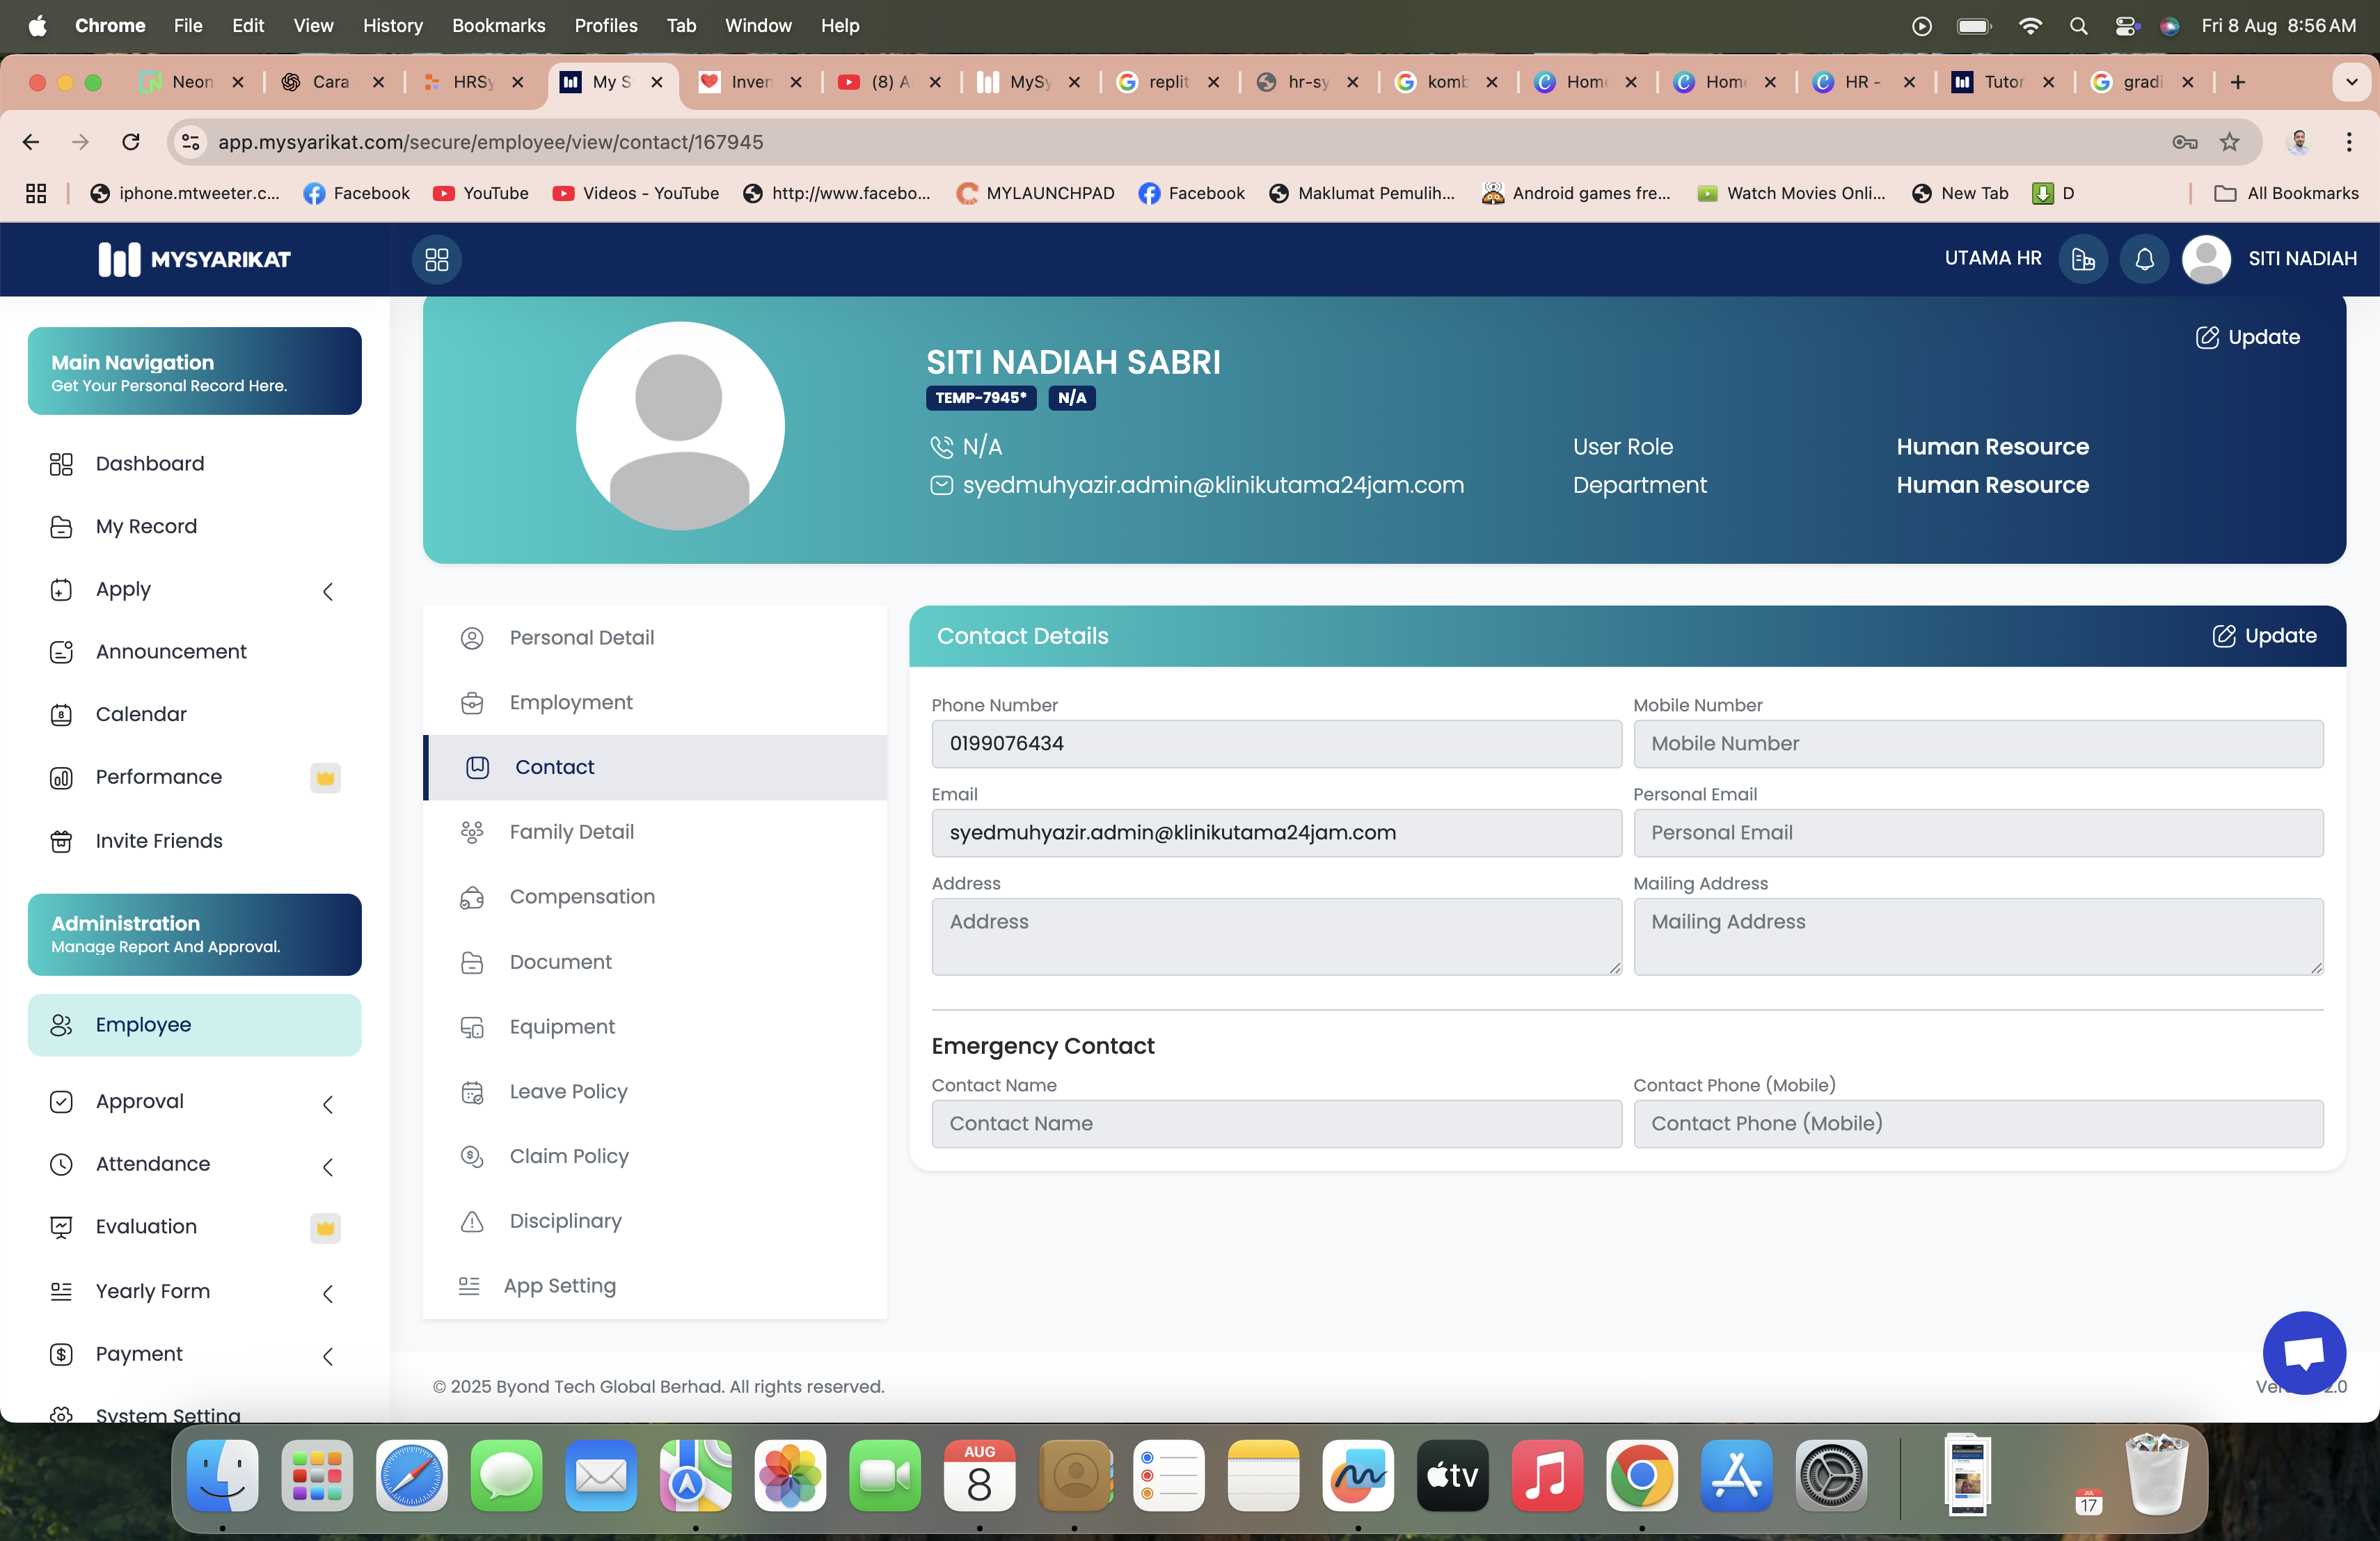 Chrome File Edit View History Bookmarks Profiles Tab Window Help Fri 8 Aug 8:56 AM
Neon Cara HRSy My S Inven (8) A MySy replit hr-sy komb Home Home HR - Tutor gradi
app.mysyarikat.com/secure/employee/view/contact/167945
iphone.mtweeter.c... Facebook YouTube Videos - YouTube http://www.facebo... MYLAUNCHPAD Facebook Maklumat Pemulih... Android games fre... Watch Movies Onli... New Tab D All Bookmarks
MYSYARIKAT UTAMA HR SITI NADIAH
Main Navigation
Get Your Personal Record Here.
Dashboard
My Record
Apply
Announcement
Calendar
8
Performance
Invite Friends
Administration
Manage Report And Approval.
Employee
Approval
Attendance
Evaluation
Yearly Form
Payment
System Setting
Update
SITI NADIAH SABRI
TEMP-7945* N/A
N/A
syedmuhyazir.admin@klinikutama24jam.com
User Role Human Resource
Department Human Resource
Personal Detail
Employment
Contact
Family Detail
Compensation
Document
Equipment
Leave Policy
Claim Policy
Disciplinary
App Setting
Contact Details Update
Phone Number Mobile Number
0199076434 Mobile Number
Email Personal Email
syedmuhyazir.admin@klinikutama24jam.com Personal Email
Address Mailing Address
Address Mailing Address
Emergency Contact
Contact Name Contact Phone (Mobile)
Contact Name Contact Phone (Mobile)
© 2025 Byond Tech Global Berhad. All rights reserved.
2.0
AUG
8
tv
JUL
17